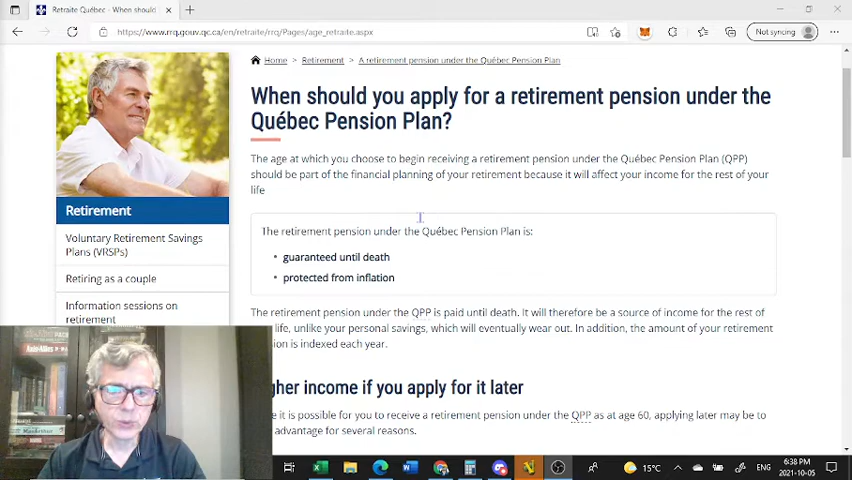 Retraite Québec - When should
https://www.rrq.gouv.qc.ca/en/retraite/rrq/Pages/age_retraite.aspx
Not syncing
Home > Retirement > A retirement pension under the Québec Pension Plan
When should you apply for a retirement pension under the
Québec Pension Plan?
The age at which you choose to begin receiving a retirement pension under the Québec Pension Plan (QPP)
should be part of the financial planning of your retirement because it will affect your income for the rest of your
life
The retirement pension under the Québec Pension Plan is:
• guaranteed until death
• protected from inflation
The retirement pension under the QPP is paid until death. It will therefore be a source of income for the rest of
life, unlike your personal savings, which will eventually wear out. In addition, the amount of your retirement
sion is indexed each year.
gher income if you apply for it later
e it is possible for you to receive a retirement pension under the QPP as at age 60, applying later may be to
advantage for several reasons.
Retirement
Voluntary Retirement Savings
Plans (VRSPs)
Retiring as a couple
Information sessions on
retirement
15°C
ENG
6:38 PM
2021-10-05